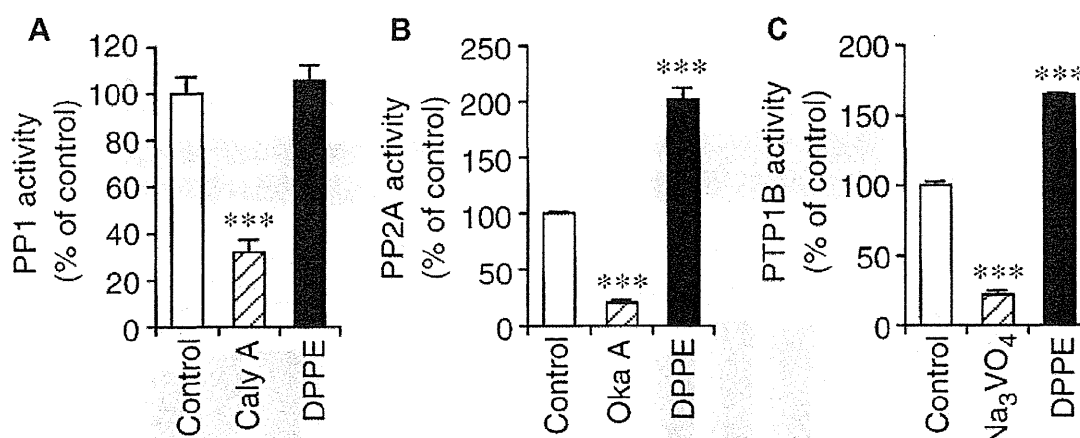 A
PP1 activity
(% of control)
120
100
80
60
40
20
0
***
Control
Caly A
DPPE
B
PP2A activity
(% of control)
250
200
150
100
50
0
***
***
Control
Oka A
DPPE
C
PTP1B activity
(% of control)
200
150
100
50
0
***
***
Control
Na₃VO₄
DPPE